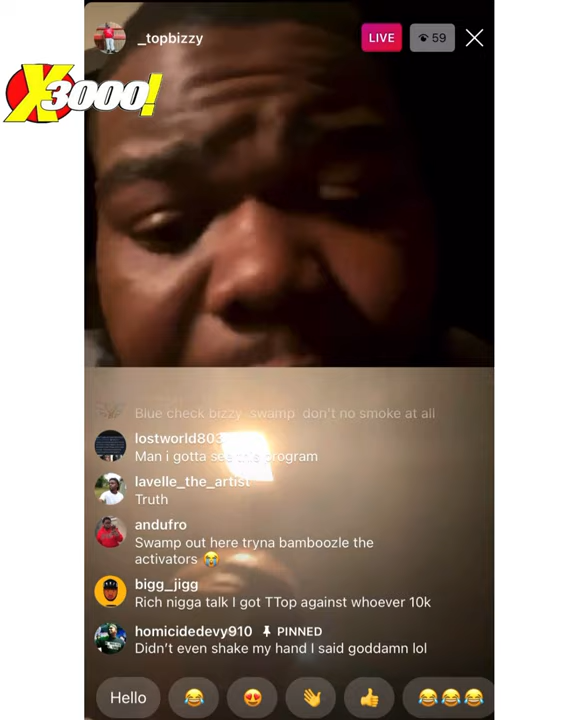 _topbizzy
LIVE
59
X3000!
Blue check bizzy swamp don't no smoke at all
lostworld803
Man i gotta see this program
lavelle_the_artist
Truth
andufro
Swamp out here tryna bamboozle the
activators 😭
bigg_jigg
Rich nigga talk I got TTop against whoever 10k
homicidedevy910 PINNED
Didn't even shake my hand I said goddamn lol
Hello 😂 😍 👋 👍 😂😂😂